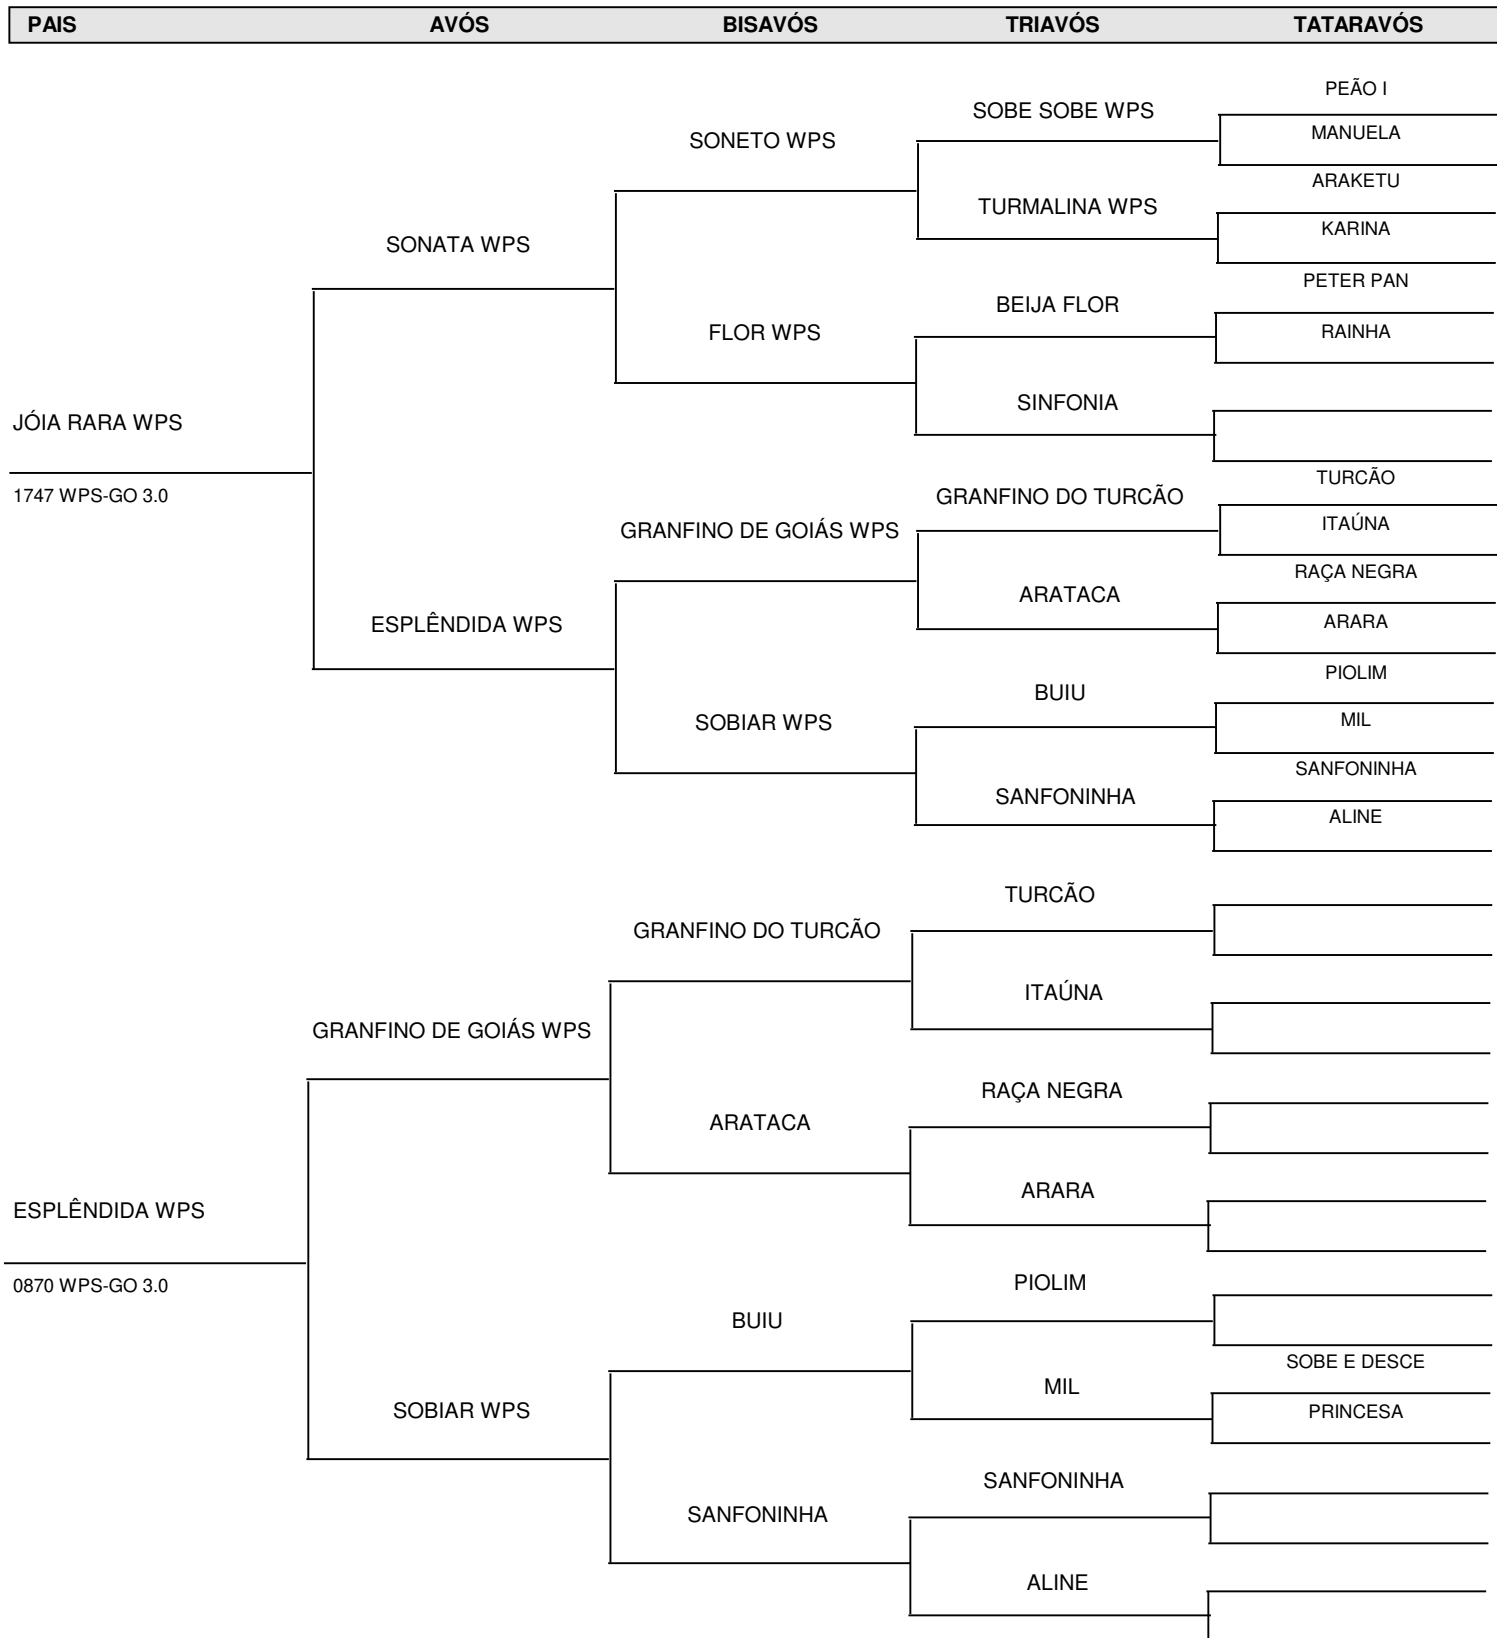 PAIS AVÓS BISAVÓS TRIAVÓS TATARAVÓS
PEÃO I
SOBE SOBE WPS
MANUELA
SONETO WPS
ARAKETU
TURMALINA WPS
KARINA
SONATA WPS
PETER PAN
BEIJA FLOR
RAINHA
FLOR WPS
SINFONIA
JÓIA RARA WPS
TURCÃO
1747 WPS-GO 3.0
GRANFINO DO TURCÃO
ITAÚNA
GRANFINO DE GOIÁS WPS
RAÇA NEGRA
ARATACA
ARARA
ESPLÊNDIDA WPS
PIOLIM
BUIU
MIL
SOBIAR WPS
SANFONINHA
SANFONINHA
ALINE
TURCÃO
GRANFINO DO TURCÃO
ITAÚNA
GRANFINO DE GOIÁS WPS
RAÇA NEGRA
ARATACA
ARARA
ESPLÊNDIDA WPS
0870 WPS-GO 3.0
PIOLIM
BUIU
SOBE E DESCE
MIL
PRINCESA
SOBIAR WPS
SANFONINHA
SANFONINHA
ALINE